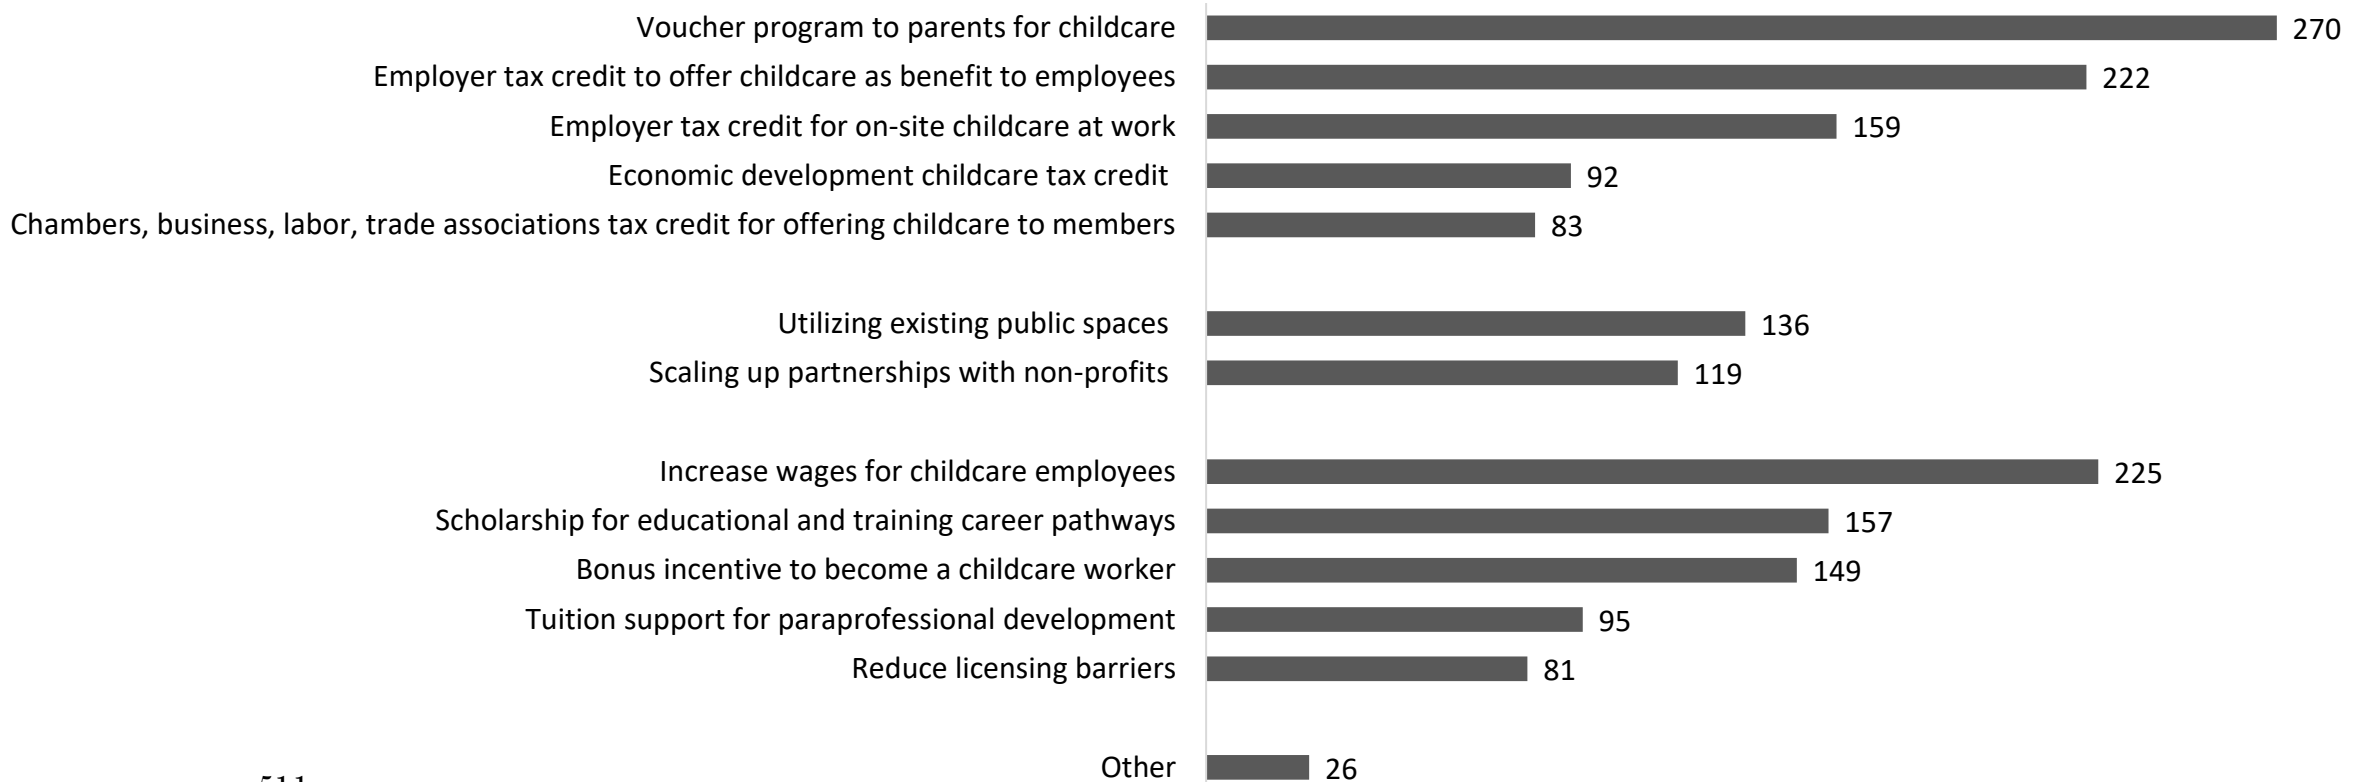 Voucher program to parents for childcare 270
Employer tax credit to offer childcare as benefit to employees 222
Employer tax credit for on-site childcare at work 159
Economic development childcare tax credit 92
Chambers, business, labor, trade associations tax credit for offering childcare to members 83
Utilizing existing public spaces 136
Scaling up partnerships with non-profits 119
Increase wages for childcare employees 225
Scholarship for educational and training career pathways 157
Bonus incentive to become a childcare worker 149
Tuition support for paraprofessional development 95
Reduce licensing barriers 81
Other 26